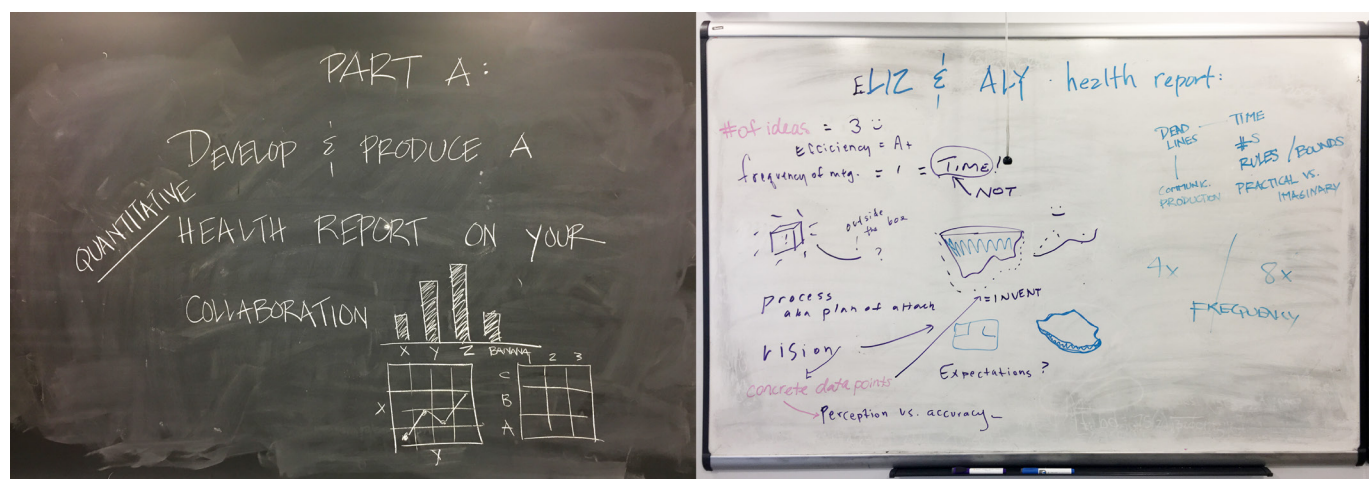 PART A:
DEVELOP & PRODUCE A
QUANTITATIVE
HEALTH REPORT ON YOUR
COLLABORATION
X Y Z BANANA
X
Y
1 2 3
C
B
A
ELIZ & ALY · health report:
#of ideas = 3
Efficiency = A+
frequency of mtg. = 1 = TIME!
NOT
outside
the box
?
process
aka plan of attach
= INVENT
vision
Expectations?
concrete data points
Perception vs. accuracy
DEAD
LINES
TIME
#S
RULES / BOUNDS
COMMUNIC.
PRODUCTION
PRACTICAL VS.
IMAGINARY
4x / 8x
FREQUENCY